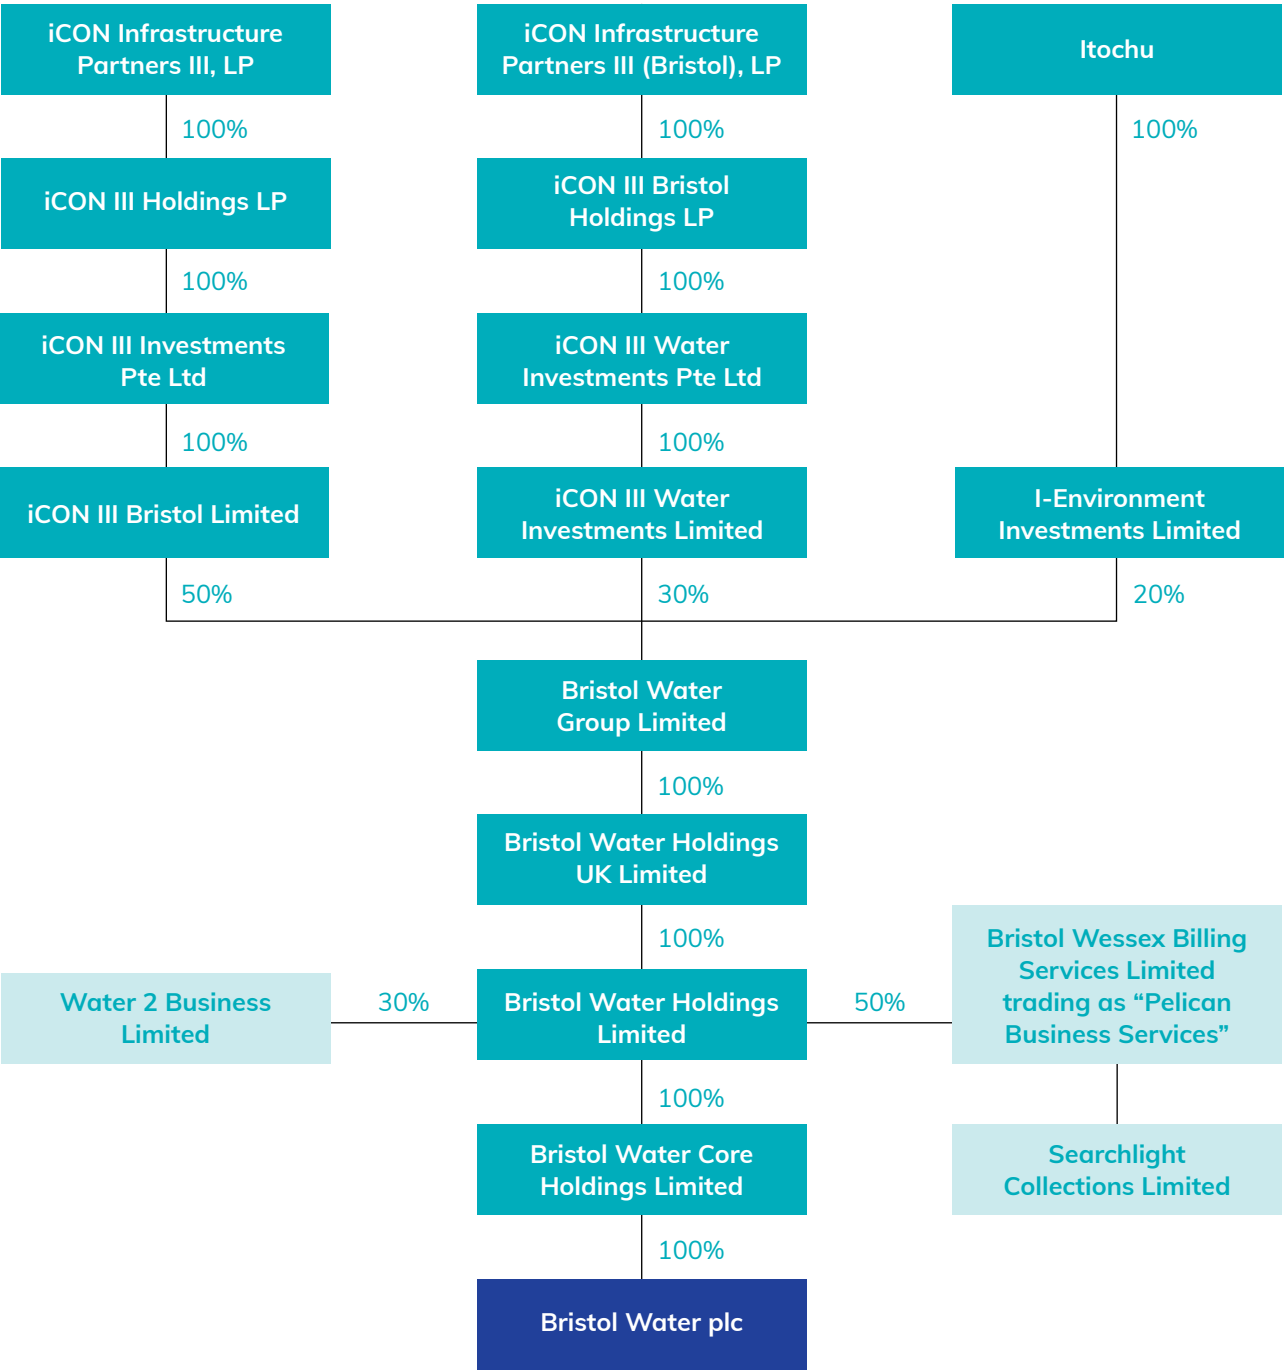 iCON Infrastructure
Partners III, LP
iCON Infrastructure
Partners III (Bristol), LP
Itochu
100%
100%
100%
iCON III Holdings LP
iCON III Bristol
Holdings LP
100%
100%
iCON III Investments
Pte Ltd
iCON III Water
Investments Pte Ltd
100%
100%
iCON III Bristol Limited
iCON III Water
Investments Limited
I-Environment
Investments Limited
50%
30%
20%
Bristol Water
Group Limited
100%
Bristol Water Holdings
UK Limited
100%
Water 2 Business
Limited
30%
Bristol Water Holdings
Limited
50%
Bristol Wessex Billing
Services Limited
trading as “Pelican
Business Services”
100%
Bristol Water Core
Holdings Limited
Searchlight
Collections Limited
100%
Bristol Water plc